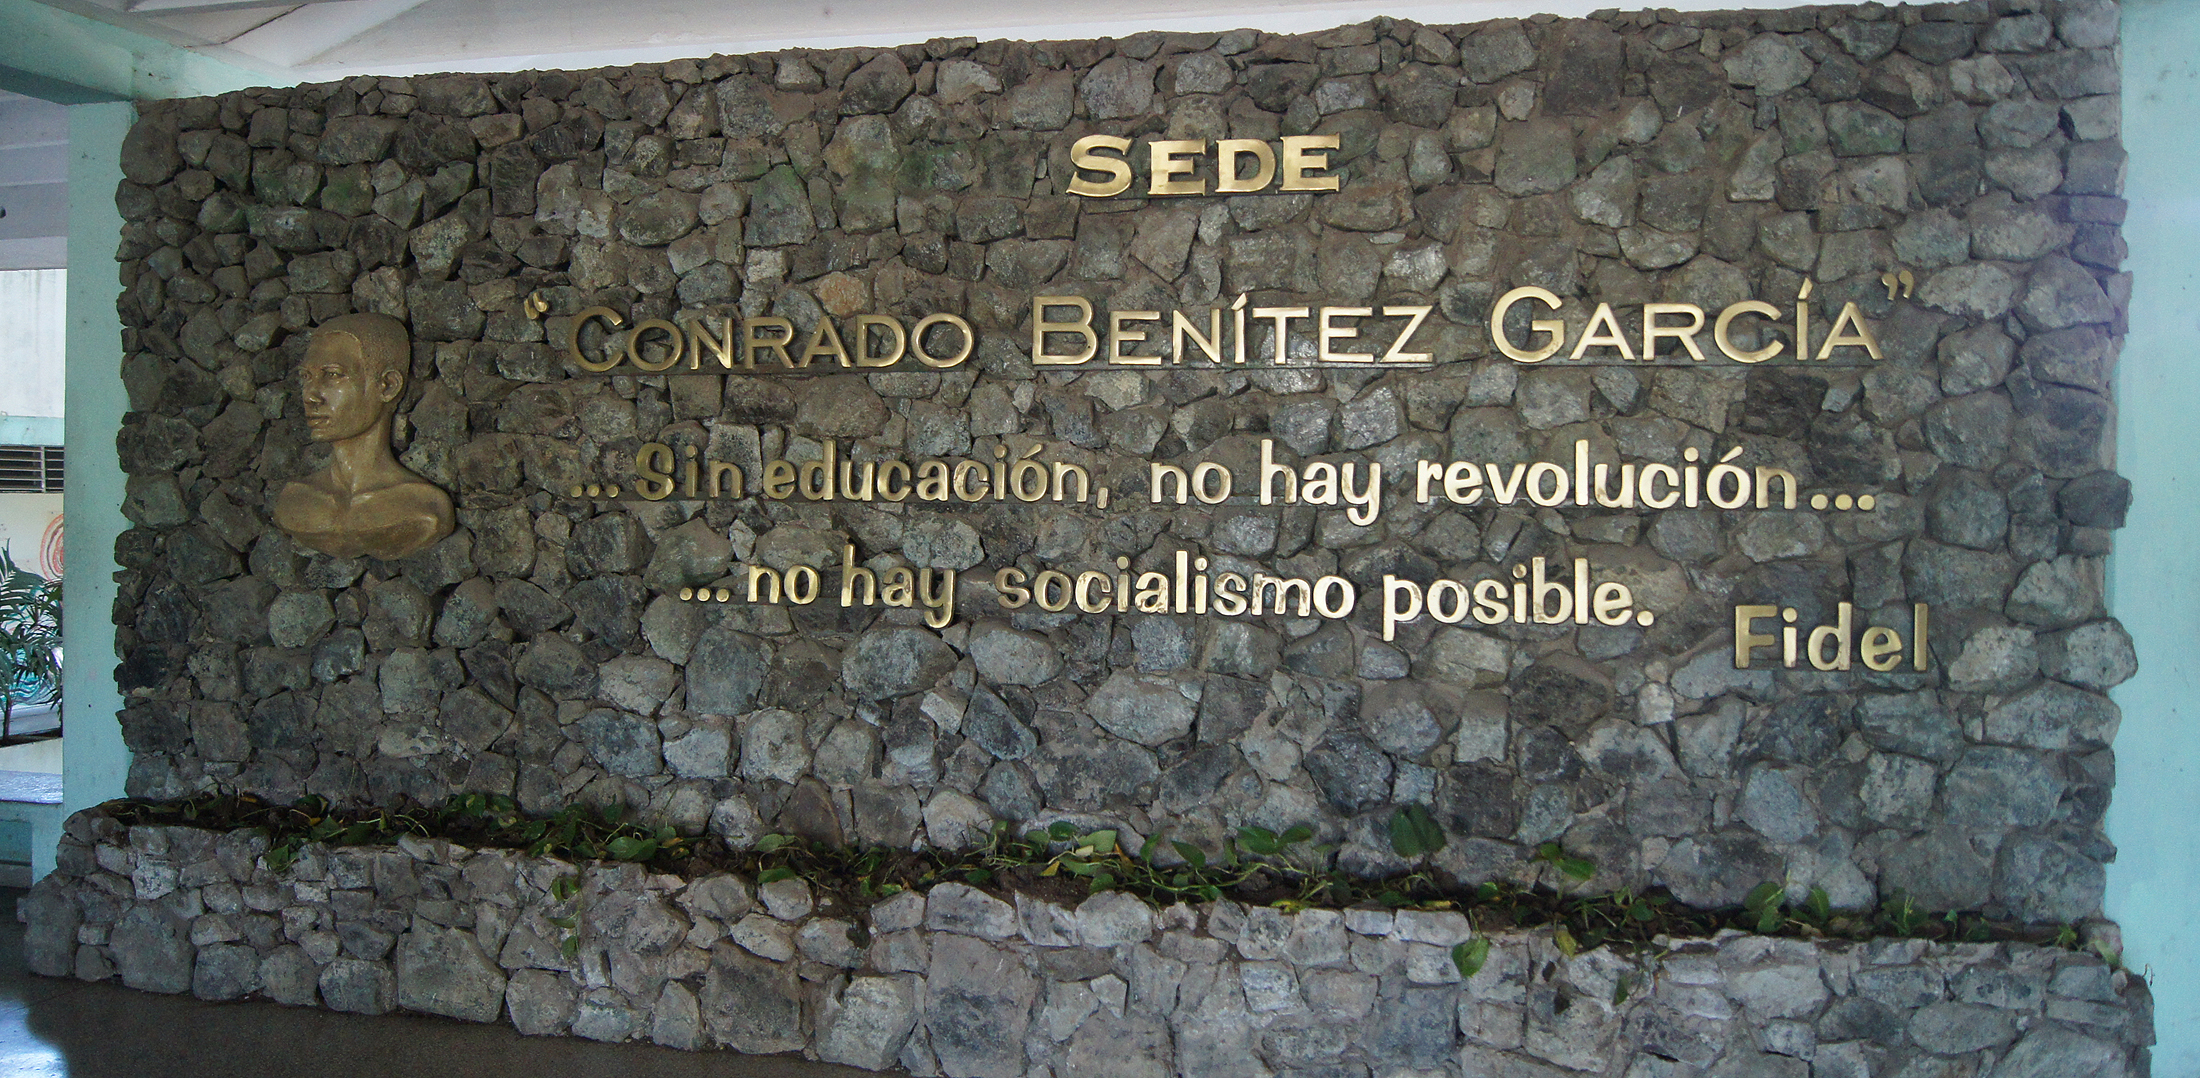 SEDE
“CONRADO BENÍTEZ GARCÍA”
...Sin educación, no hay revolución...
...no hay socialismo posible.
Fidel